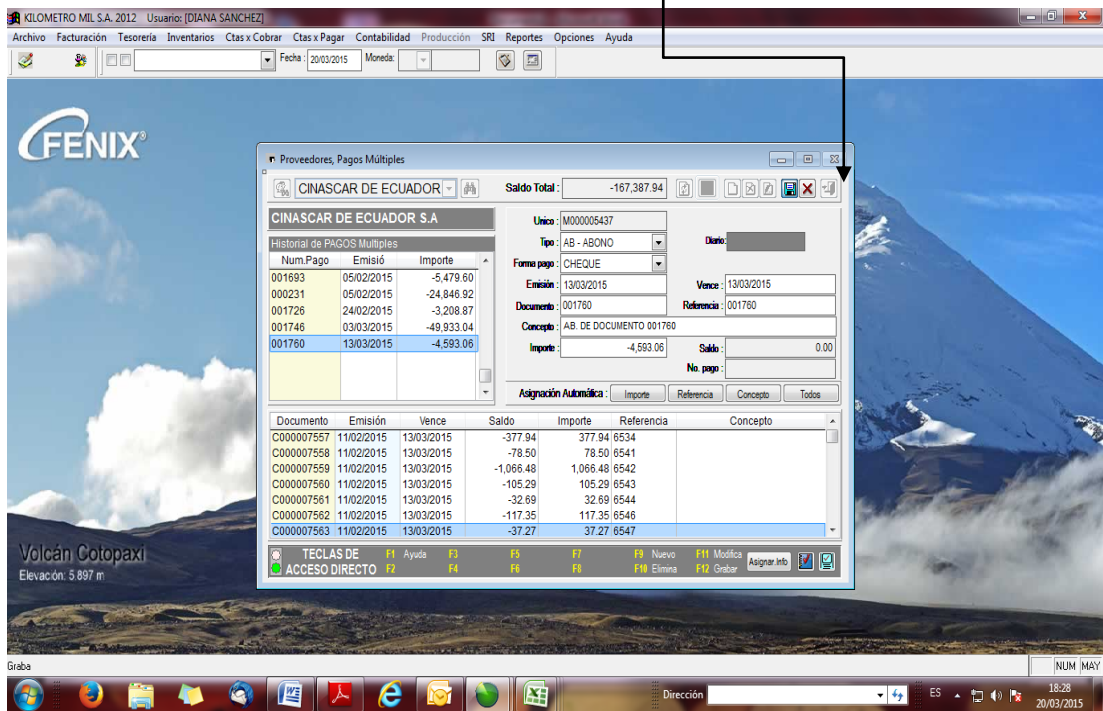 KILOMETRO MIL S.A. 2012 Usuario: [DIANA SANCHEZ]
Archivo Facturación Tesorería Inventarios Ctas x Cobrar Ctas x Pagar Contabilidad Producción SRI Reportes Opciones Ayuda
Fecha : 20/03/2015 Moneda:
FENIX®
Proveedores, Pagos Múltiples
CINASCAR DE ECUADOR Saldo Total : -167,387.94
CINASCAR DE ECUADOR S.A
Historial de PAGOS Multiples
Num.Pago Emisió Importe
001693 05/02/2015 -5,479.60
000231 05/02/2015 -24,846.92
001726 24/02/2015 -3,208.87
001746 03/03/2015 -49,933.04
001760 13/03/2015 -4,593.06
Unico : M000005437
Tipo : AB - ABONO Diario:
Forma pago : CHEQUE
Emisión : 13/03/2015 Vence : 13/03/2015
Documento : 001760 Referencia : 001760
Concepto : AB. DE DOCUMENTO 001760
Importe : -4,593.06 Saldo : 0.00
No. pago :
Asignación Automática : Importe Referencia Concepto Todos
Documento Emisión Vence Saldo Importe Referencia Concepto
C000007557 11/02/2015 13/03/2015 -377.94 377.94 6534
C000007558 11/02/2015 13/03/2015 -78.50 78.50 6541
C000007559 11/02/2015 13/03/2015 -1,066.48 1,066.48 6542
C000007560 11/02/2015 13/03/2015 -105.29 105.29 6543
C000007561 11/02/2015 13/03/2015 -32.69 32.69 6544
C000007562 11/02/2015 13/03/2015 -117.35 117.35 6546
C000007563 11/02/2015 13/03/2015 -37.27 37.27 6547
TECLAS DE F1 Ayuda F3 F5 F7 F9 Nuevo F11 Modifica
ACCESO DIRECTO F2 F4 F6 F8 F10 Elimina F12 Grabar
Asignar.Info
Volcán Cotopaxi
Elevación: 5.897 m
Graba NUM MAY
Dirección ES 18:28
20/03/2015